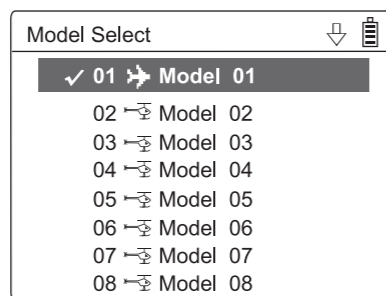 Model Select
✓ 01 Model 01
02 Model 02
03 Model 03
04 Model 04
05 Model 05
06 Model 06
07 Model 07
08 Model 08